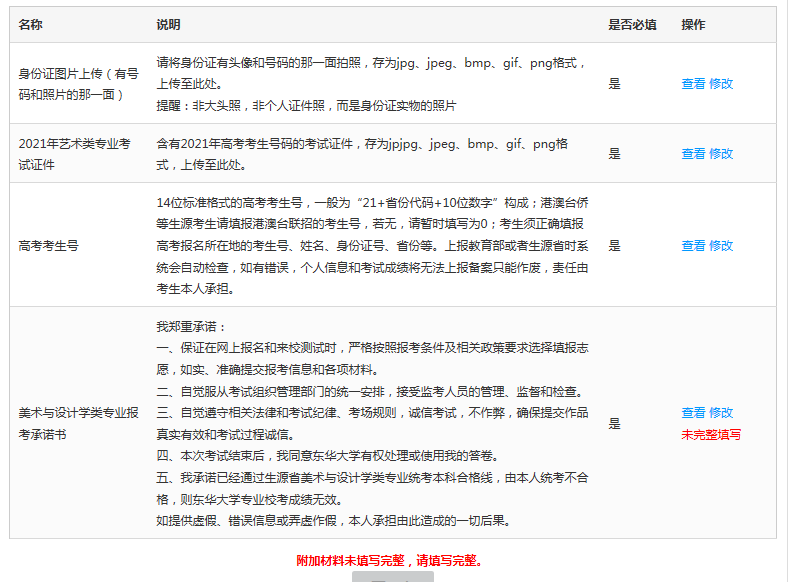 名称 说明 是否必填 操作
身份证图片上传（有号
码和照片的那一面）
请将身份证有头像和号码的那一面拍照，存为jpg、jpeg、bmp、gif、png格式，
上传至此处。
提醒：非大头照，非个人证件照，而是身份证实物的照片
是
查看 修改
2021年艺术类专业考
试证件
含有2021年高考考生号码的考试证件，存为jpjpg、jpeg、bmp、gif、png格
式，上传至此处。
是
查看 修改
高考考生号
14位标准格式的高考考生号，一般为“21+省份代码+10位数字”构成；港澳台侨
等生源考生请填报港澳台联招的考生号，若无，请暂时填写为0；考生须正确填报
高考报名所在地的考生号、姓名、身份证号、省份等。上报教育部或者生源省时系
统会自动检查，如有错误，个人信息和考试成绩将无法上报备案只能作废，责任由
考生本人承担。
是
查看 修改
美术与设计学类专业报
考承诺书
我郑重承诺：
一、保证在网上报名和来校测试时，严格按照报考条件及相关政策要求选择填报志
愿，如实、准确提交报考信息和各项材料。
二、自觉服从考试组织管理部门的统一安排，接受监考人员的管理、监督和检查。
三、自觉遵守相关法律和考试纪律、考场规则，诚信考试，不作弊，确保提交作品
真实有效和考试过程诚信。
四、本次考试结束后，我同意东华大学有权处理或使用我的答卷。
五、我承诺已经通过生源省美术与设计学类专业统考本科合格线，由本人统考不合
格，则东华大学专业校考成绩无效。
如提供虚假、错误信息或弄虚作假，本人承担由此造成的一切后果。
是
查看 修改
未完整填写
附加材料未填写完整，请填写完整。